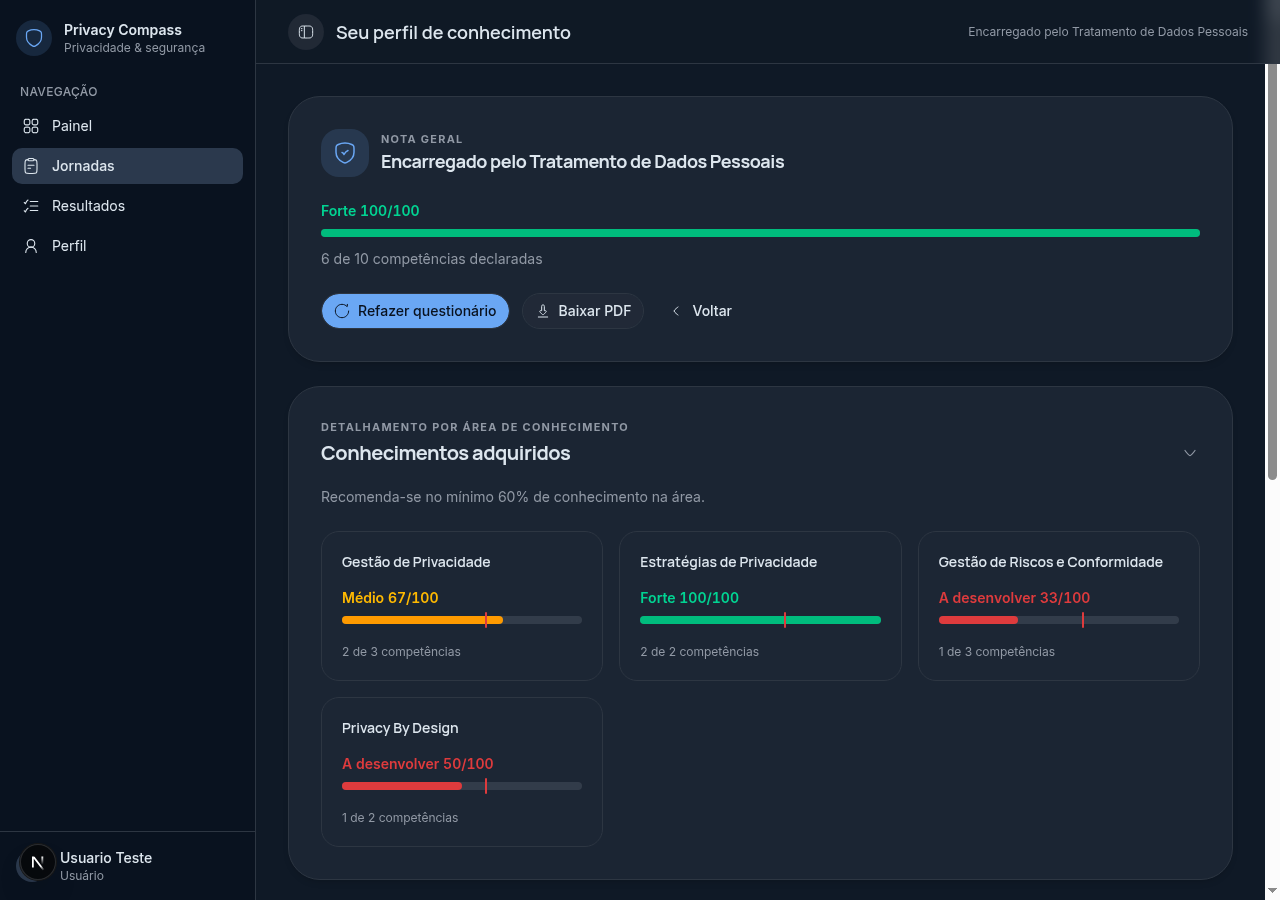 Privacy Compass
Privacidade & segurança
NAVEGAÇÃO
Painel
Jornadas
Resultados
Perfil
N
Usuario Teste
Usuário
Seu perfil de conhecimento
Encarregado pelo Tratamento de Dados Pessoais
NOTA GERAL
Encarregado pelo Tratamento de Dados Pessoais
Forte 100/100
6 de 10 competências declaradas
Refazer questionário
Baixar PDF
Voltar
DETALHAMENTO POR ÁREA DE CONHECIMENTO
Conhecimentos adquiridos
Recomenda-se no mínimo 60% de conhecimento na área.
Gestão de Privacidade
Médio 67/100
2 de 3 competências
Estratégias de Privacidade
Forte 100/100
2 de 2 competências
Gestão de Riscos e Conformidade
A desenvolver 33/100
1 de 3 competências
Privacy By Design
A desenvolver 50/100
1 de 2 competências